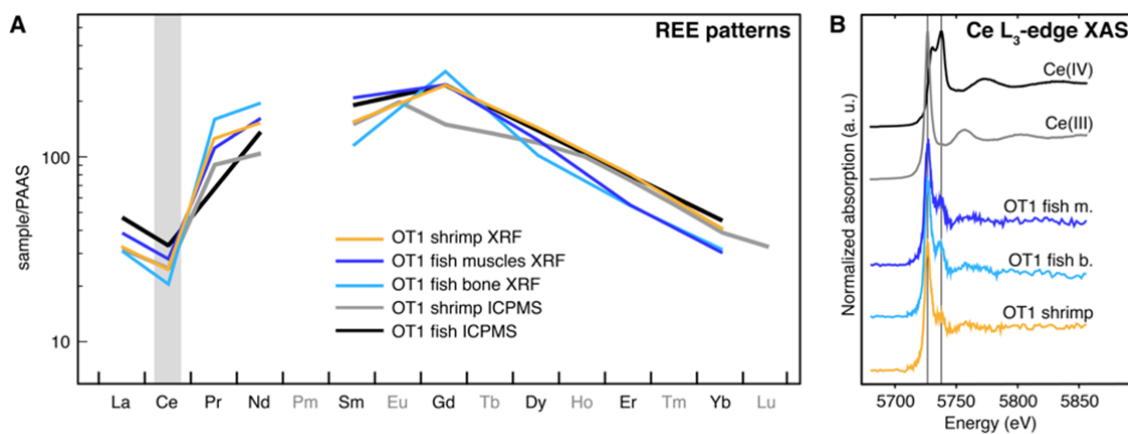 A
REE patterns
sample/PAAS
100
10
OT1 shrimp XRF
OT1 fish muscles XRF
OT1 fish bone XRF
OT1 shrimp ICPMS
OT1 fish ICPMS
La Ce Pr Nd Pm Sm Eu Gd Tb Dy Ho Er Tm Yb Lu
B
Ce L3-edge XAS
Normalized absorption (a. u.)
Ce(IV)
Ce(III)
OT1 fish m.
OT1 fish b.
OT1 shrimp
5700 5750 5800 5850
Energy (eV)